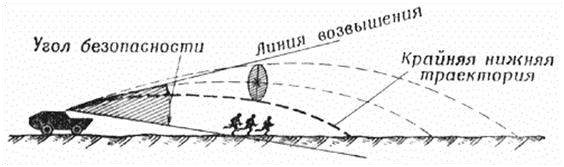 Угол безопасности
Линия возвышения
Крайняя нижняя
траектория